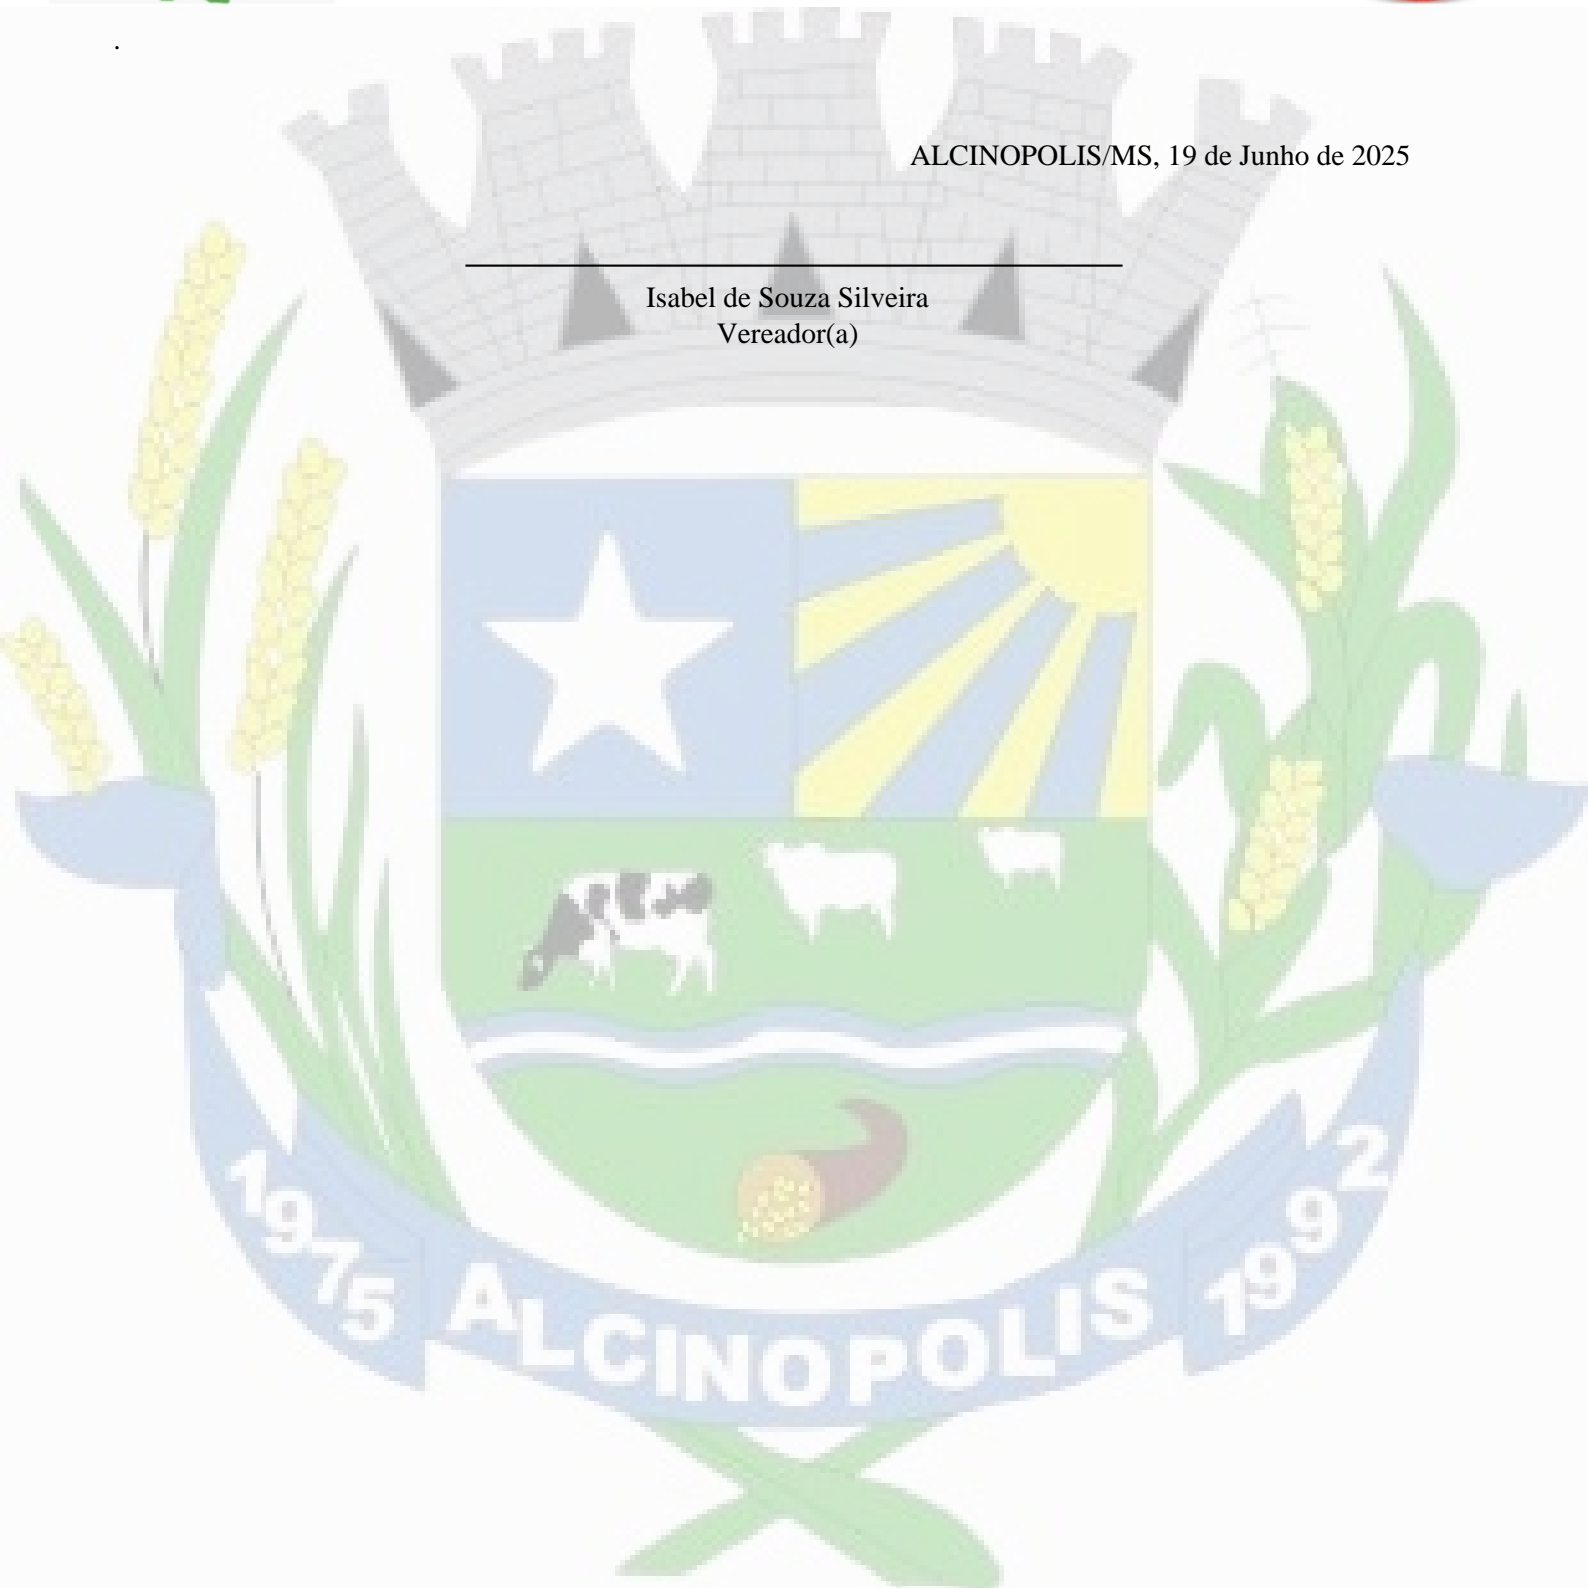 .
ALCINOPOLIS/MS, 19 de Junho de 2025
Isabel de Souza Silveira
Vereador(a)
1975 ALCINOPOLIS 1992